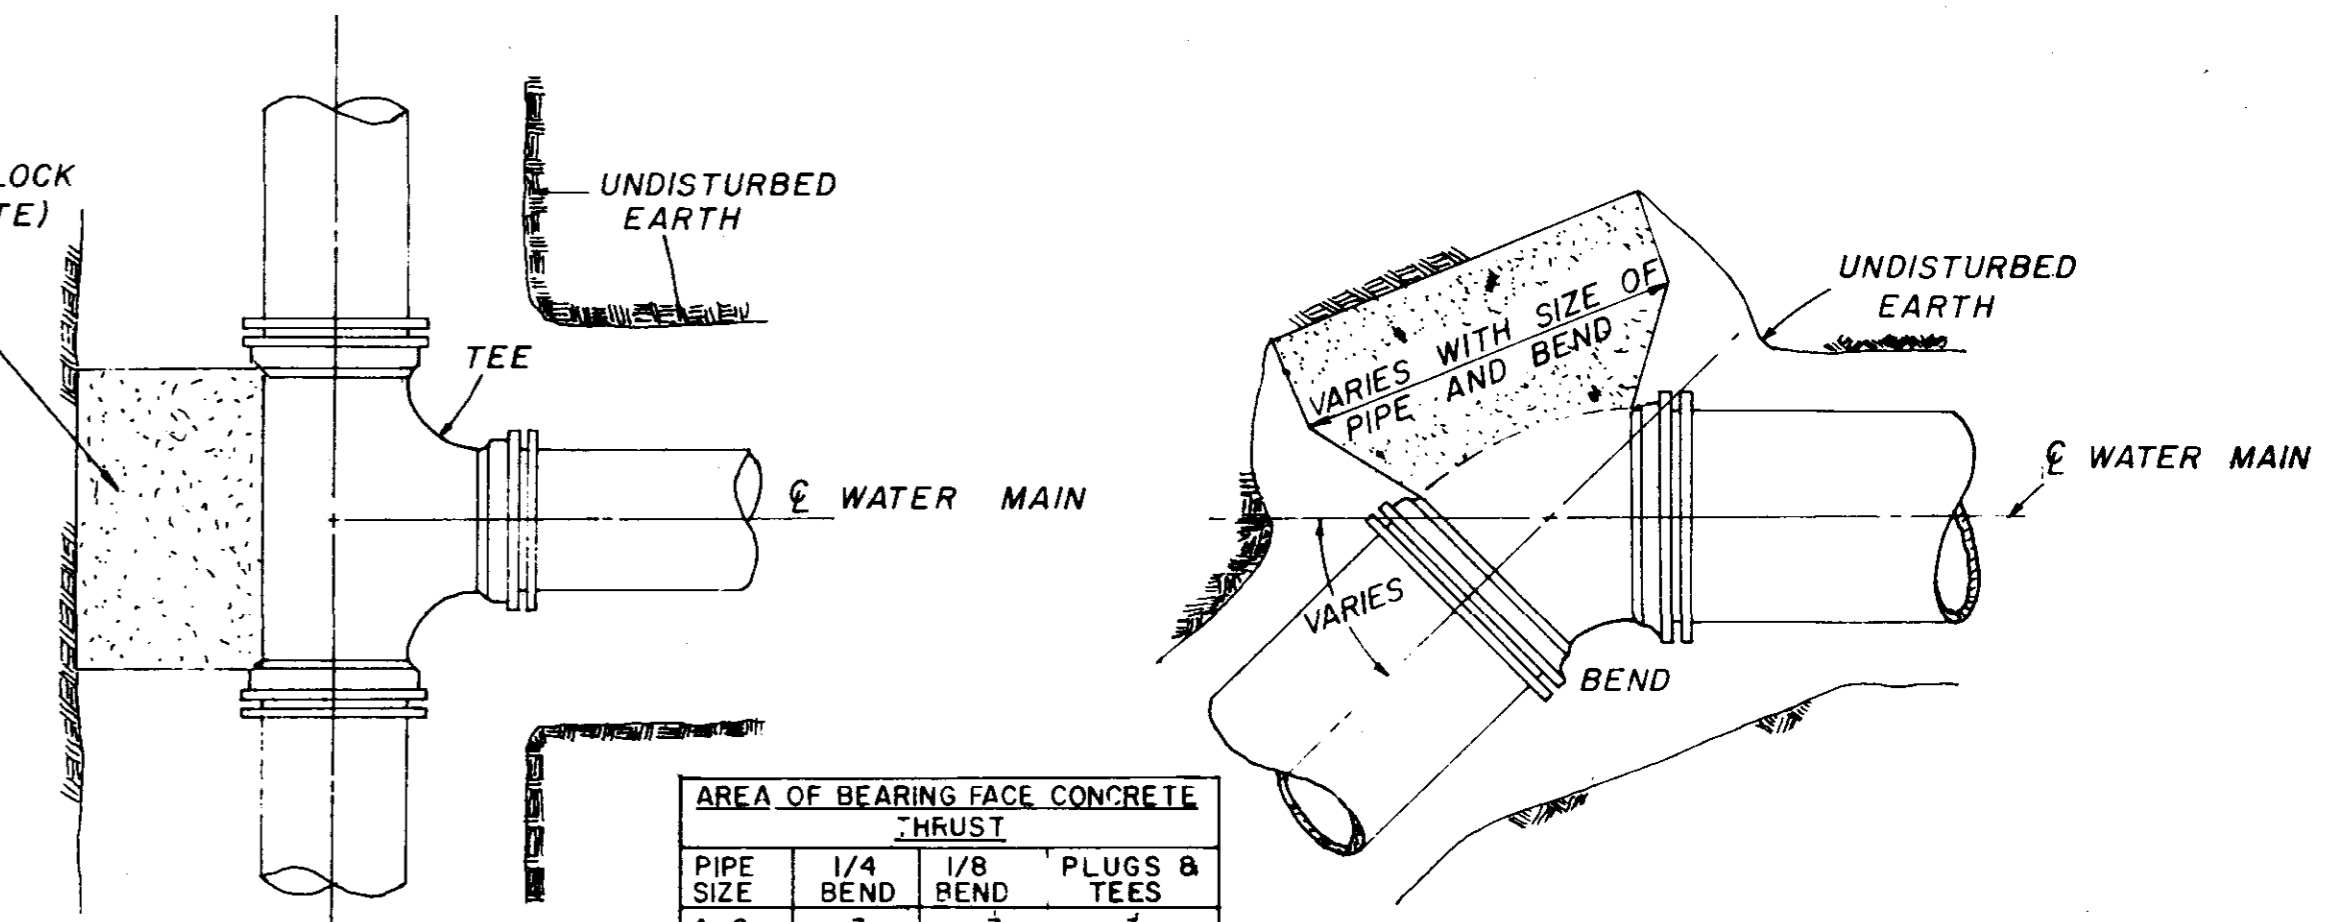 LOCK
TE)
UNDISTURBED
EARTH
TEE
℄ WATER MAIN
UNDISTURBED
EARTH
VARIES WITH SIZE OF
PIPE AND BEND
℄ WATER MAIN
VARIES
BEND
AREA OF BEARING FACE CONCRETE
THRUST
PIPE SIZE
1/4 BEND
1/8 BEND
PLUGS & TEES